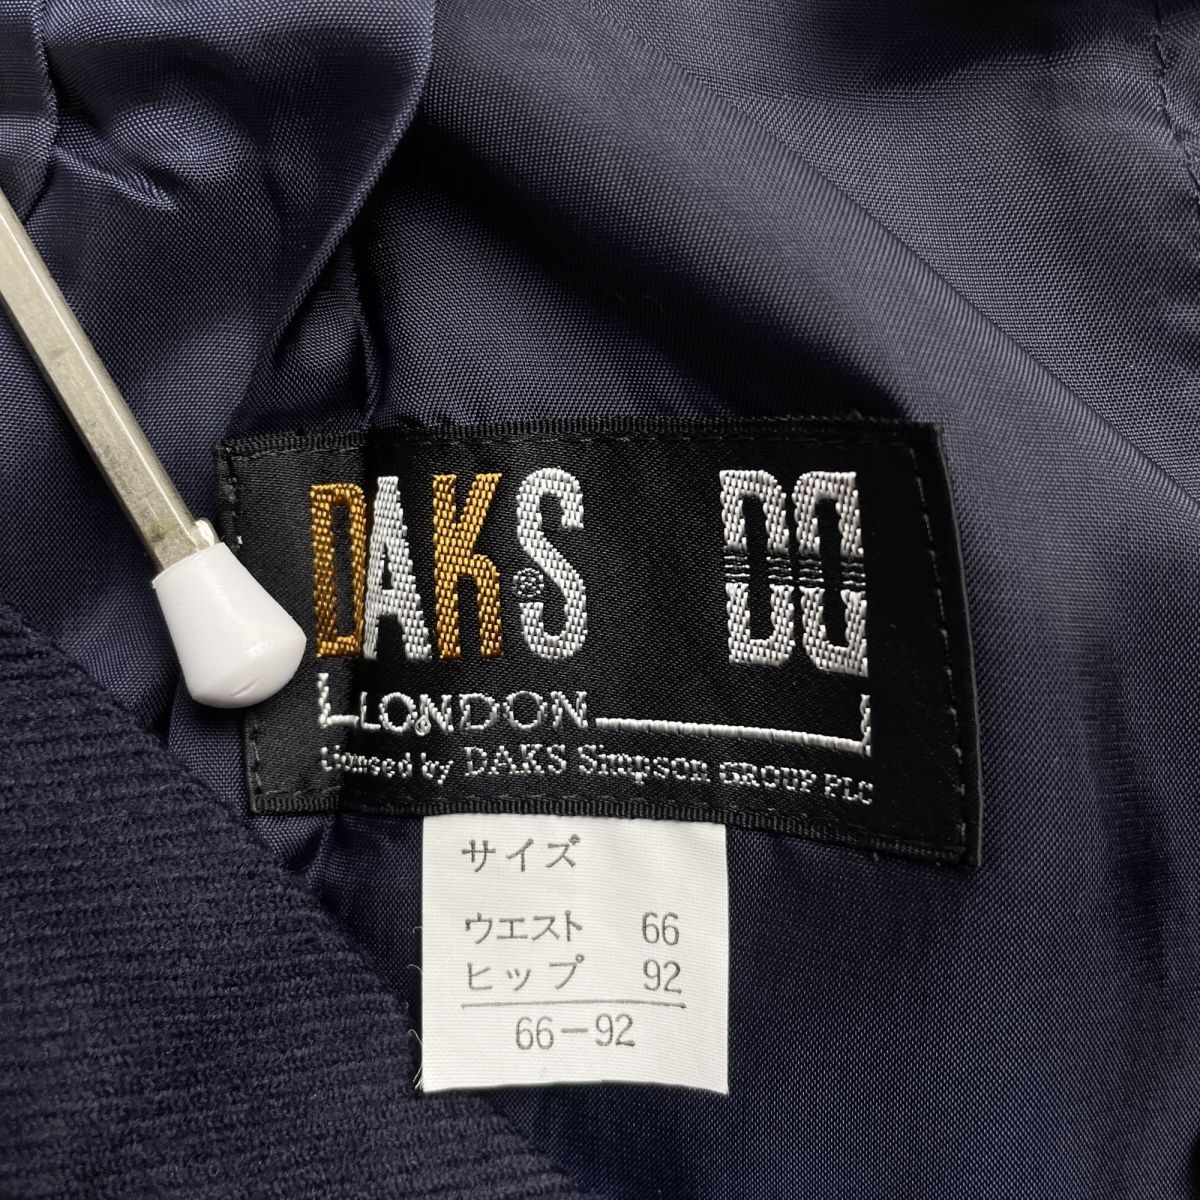 DAKS® DD
LONDON
Licensed by DAKS Simpson GROUP PLC
サイズ
ウエスト 66
ヒップ 92
66-92